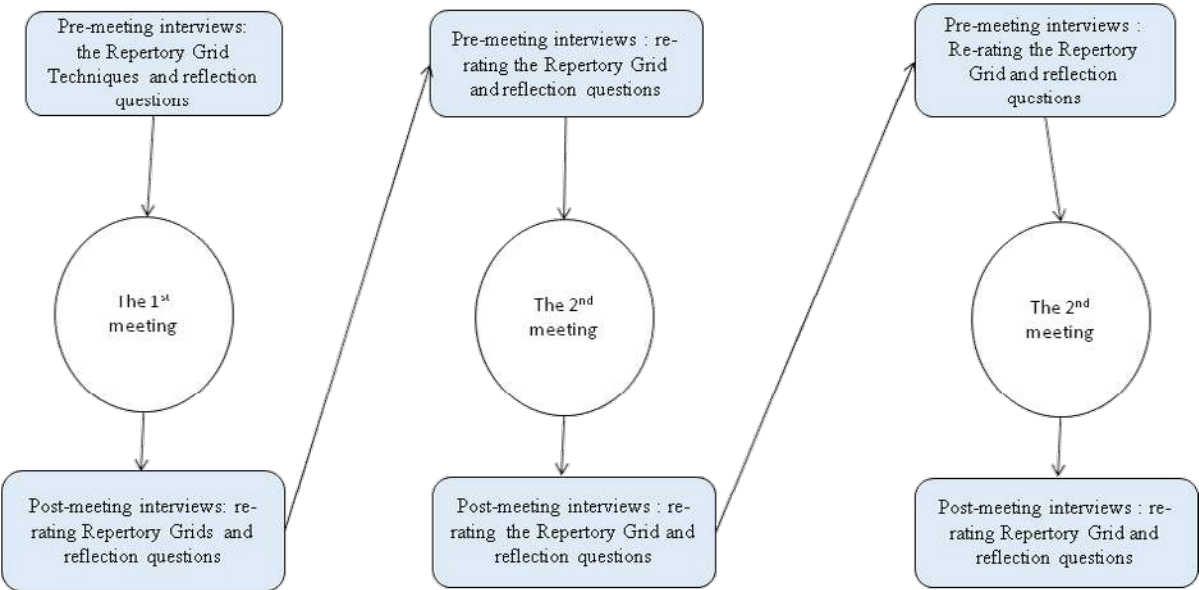 Pre-meeting interviews:
the Repertory Grid
Techniques and reflection
questions
The 1st
meeting
Post-meeting interviews: re-
rating Repertory Grids and
reflection questions
Pre-meeting interviews : re-
rating the Repertory Grid
and reflection questions
The 2nd
meeting
Post-meeting interviews : re-
rating the Repertory Grid and
reflection questions
Pre-meeting interviews :
Re-rating the Repertory
Grid and reflection
questions
The 2nd
meeting
Post-meeting interviews : re-
rating Repertory Grid and
reflection questions